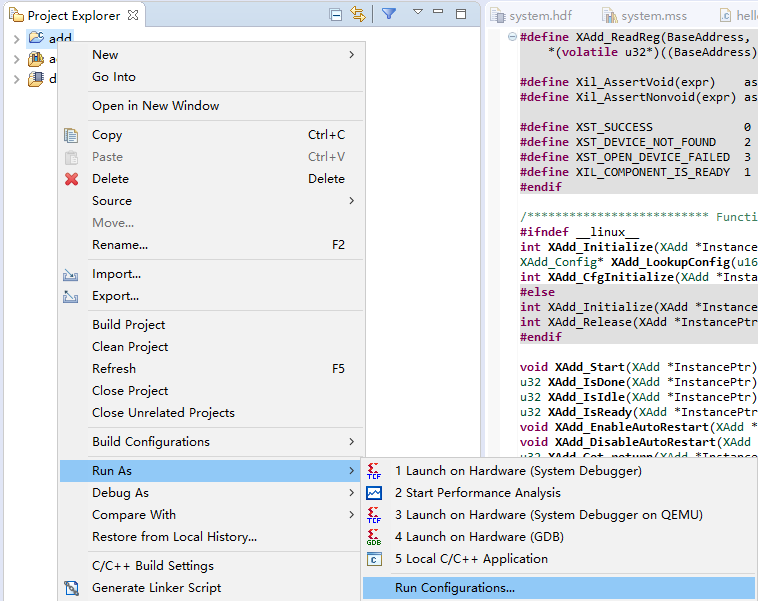 Project Explorer
system.hdf
system.mss
add
New
Go Into
Open in New Window
Copy Ctrl+C
Paste Ctrl+V
Delete Delete
Source
Move...
Rename... F2
Import...
Export...
Build Project
Clean Project
Refresh F5
Close Project
Close Unrelated Projects
Build Configurations
Run As
Debug As
Compare With
Restore from Local History...
C/C++ Build Settings
Generate Linker Script
1 Launch on Hardware (System Debugger)
2 Start Performance Analysis
3 Launch on Hardware (System Debugger on QEMU)
4 Launch on Hardware (GDB)
5 Local C/C++ Application
Run Configurations...
#define XAdd_ReadReg(BaseAddress,
*(volatile u32*)((BaseAddress)
#define Xil_AssertVoid(expr) as
#define Xil_AssertNonvoid(expr) as
#define XST_SUCCESS 0
#define XST_DEVICE_NOT_FOUND 2
#define XST_OPEN_DEVICE_FAILED 3
#define XIL_COMPONENT_IS_READY 1
#endif
/************************** Functi
#ifndef __linux__
int XAdd_Initialize(XAdd *Instance
XAdd_Config* XAdd_LookupConfig(u16
int XAdd_CfgInitialize(XAdd *Insta
#else
int XAdd_Initialize(XAdd *Instance
int XAdd_Release(XAdd *InstancePtr
#endif
void XAdd_Start(XAdd *InstancePtr)
u32 XAdd_IsDone(XAdd *InstancePtr)
u32 XAdd_IsIdle(XAdd *InstancePtr)
u32 XAdd_IsReady(XAdd *InstancePtr
void XAdd_EnableAutoRestart(XAdd *
void XAdd_DisableAutoRestart(XAdd
u32 XAdd_Get_return(XAdd *Instance